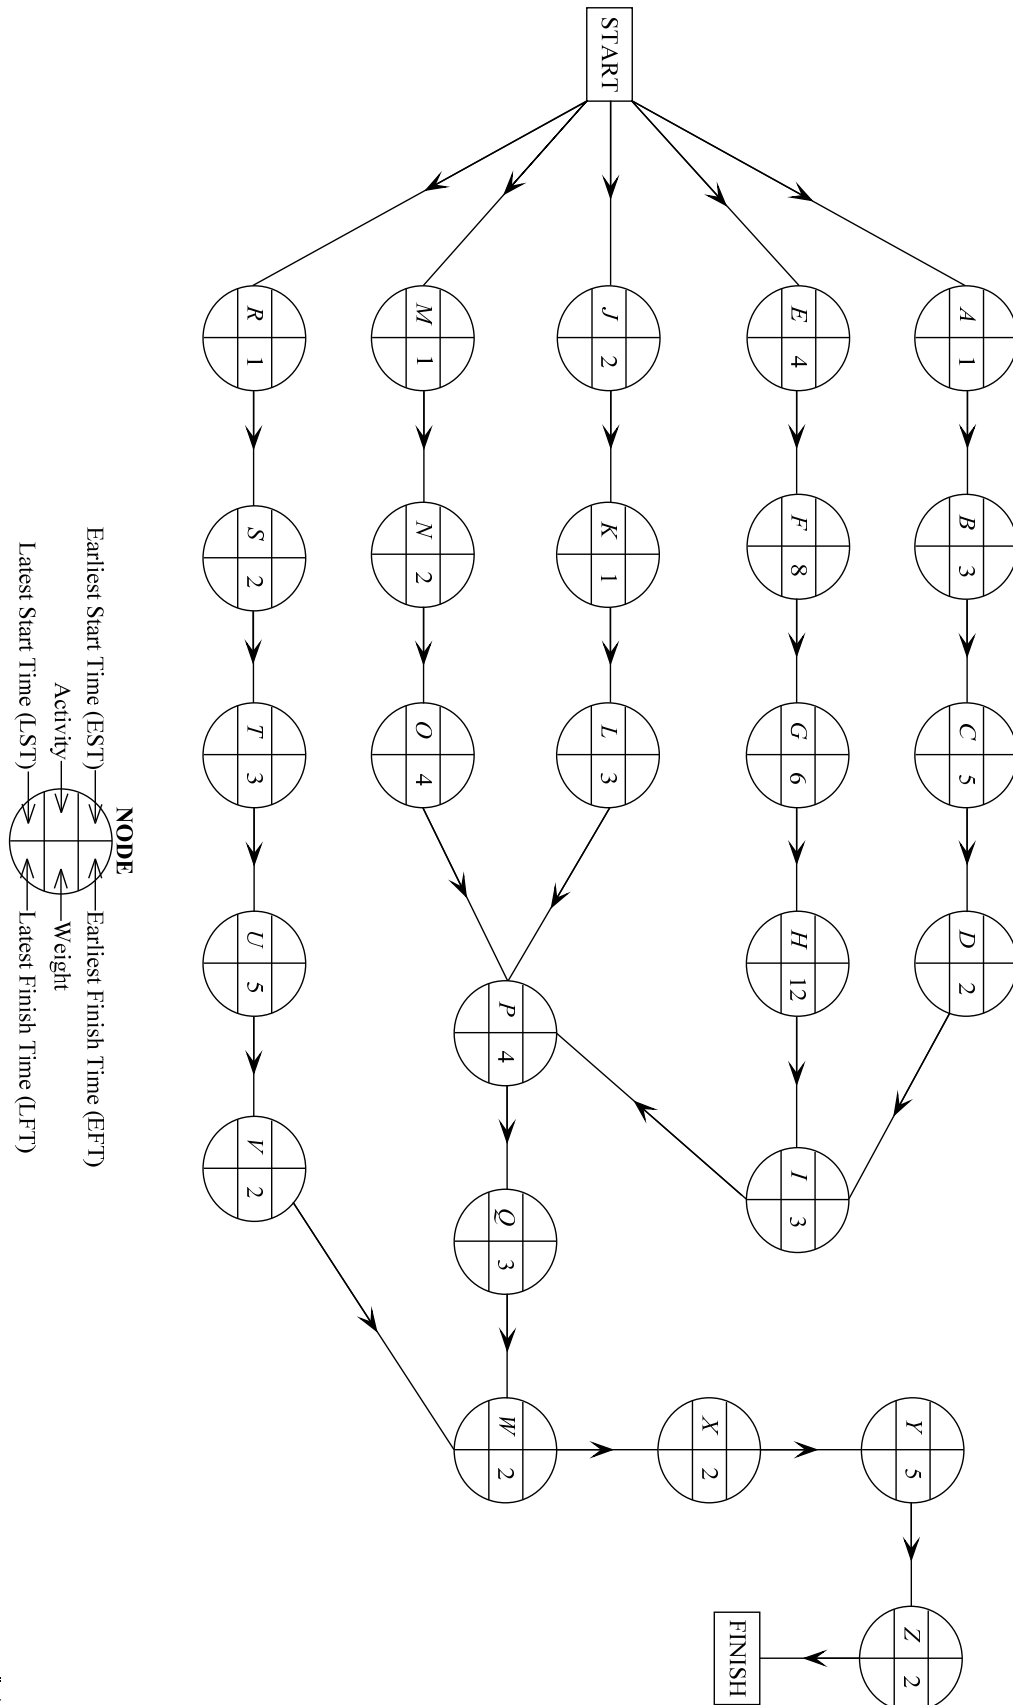 START
A 1
B 3
C 5
D 2
E 4
F 8
G 6
H 12
I 3
J 2
K 1
L 3
M 1
N 2
O 4
P 4
Q 3
R 1
S 2
T 3
U 5
V 2
W 2
X 2
Y 5
Z 2
FINISH
NODE
Earliest Start Time (EST)
Earliest Finish Time (EFT)
Activity
Weight
Latest Start Time (LST)
Latest Finish Time (LFT)